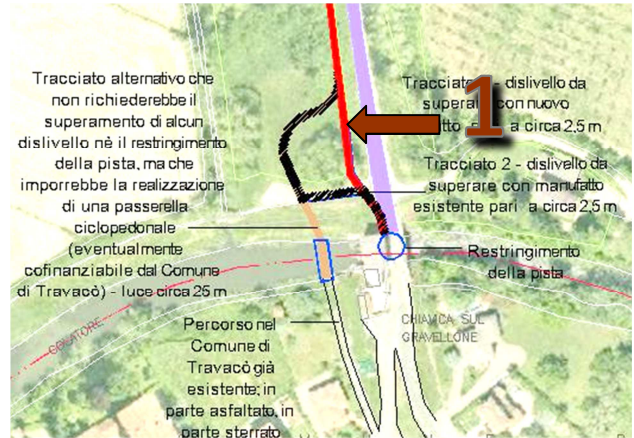 Tracciato alternativo che
non richiederebbe il
superamento di alcun
dislivello nè il restringimento
della pista, ma che
imporrebbe la realizzazione
di una passerella
ciclopedonale
(eventualmente
cofinanziabile dal Comune
di Travacò) - luce circa 25 m
Tracciato - dislivello da
superare con nuovo
a circa 2,5 m
1
Tracciato 2 - dislivello da
superare con manufatto
esistente pari a circa 2,5 m
Restringimento
della pista
Percorso nel
Comune di
Travacò già
esistente; in
parte asfaltato, in
parte sterrato
CHIAVICA SUL
GRAVELLONE